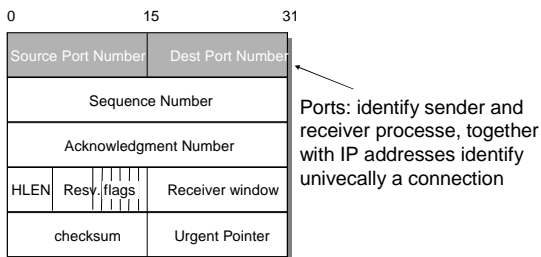 0 15 31
Source Port Number Dest Port Number
Sequence Number
Acknowledgment Number
HLEN Resv. flags Receiver window
checksum Urgent Pointer
Ports: identify sender and
receiver processe, together
with IP addresses identify
univecally a connection